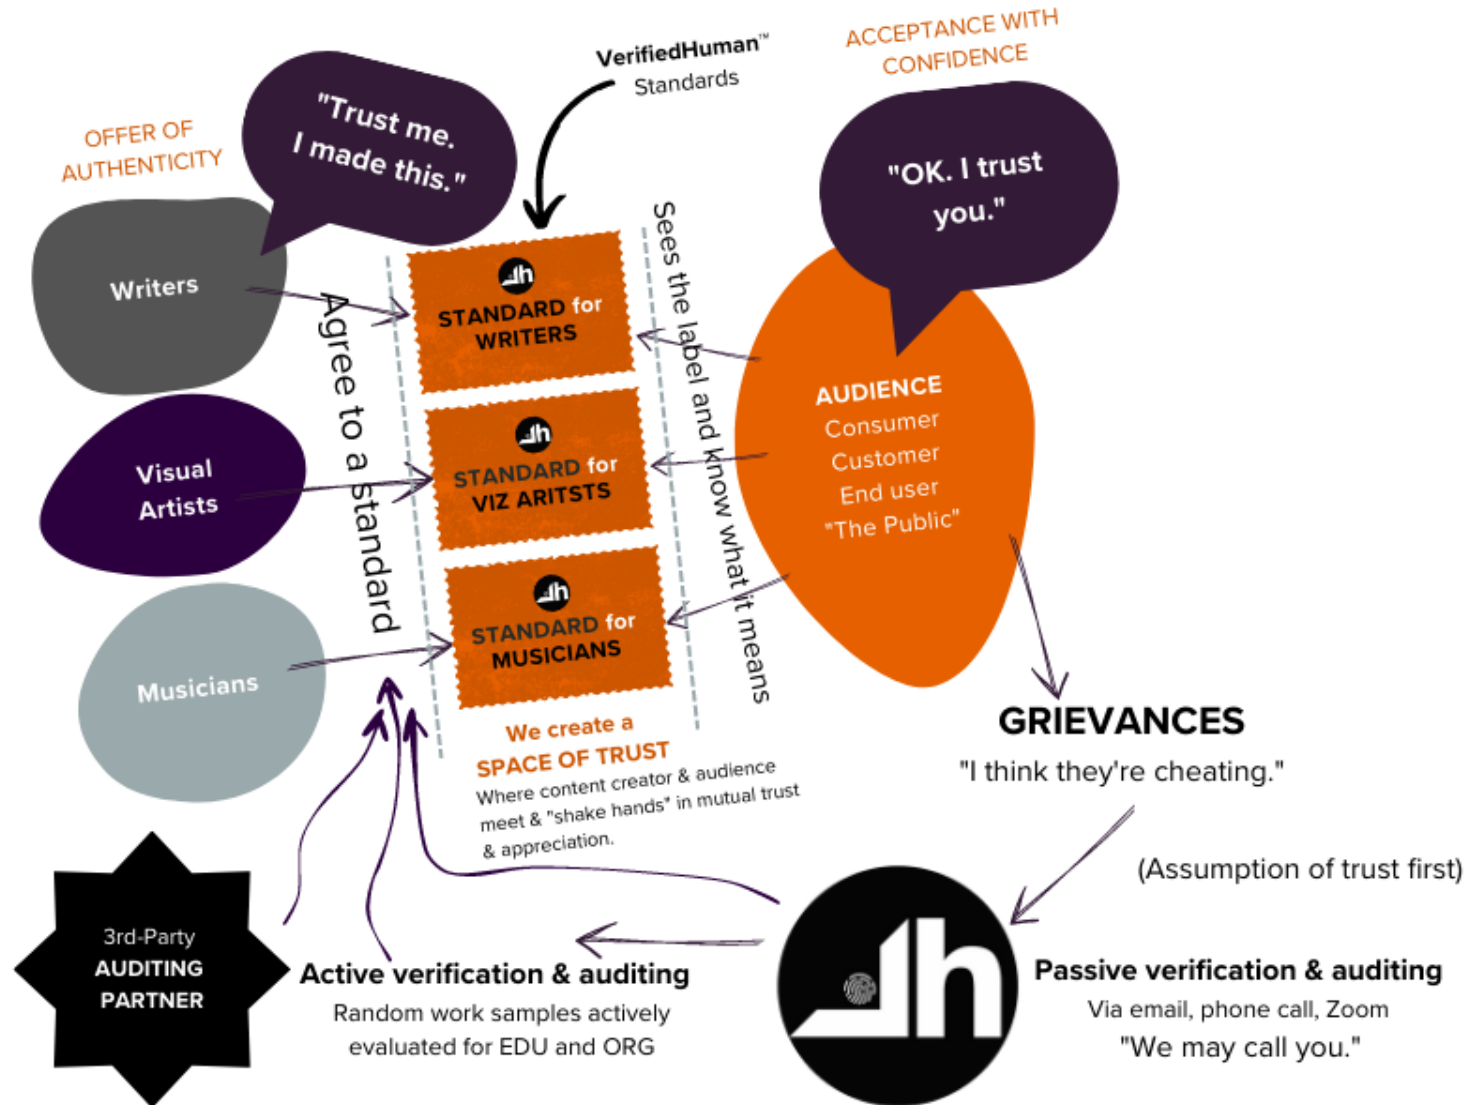 VerifiedHuman™
Standards
ACCEPTANCE WITH
CONFIDENCE
OFFER OF
AUTHENTICITY
"Trust me.
I made this."
"OK. I trust
you."
Writers
Visual
Artists
Musicians
Agree to a standard
h
STANDARD for
WRITERS
h
STANDARD for
VIZ ARITSTS
h
STANDARD for
MUSICIANS
Sees the label and know what it means
AUDIENCE
Consumer
Customer
End user
"The Public"
We create a
SPACE OF TRUST
Where content creator & audience
meet & "shake hands" in mutual trust
& appreciation.
GRIEVANCES
"I think they're cheating."
(Assumption of trust first)
3rd-Party
AUDITING
PARTNER
Active verification & auditing
Random work samples actively
evaluated for EDU and ORG
h
Passive verification & auditing
Via email, phone call, Zoom
"We may call you."